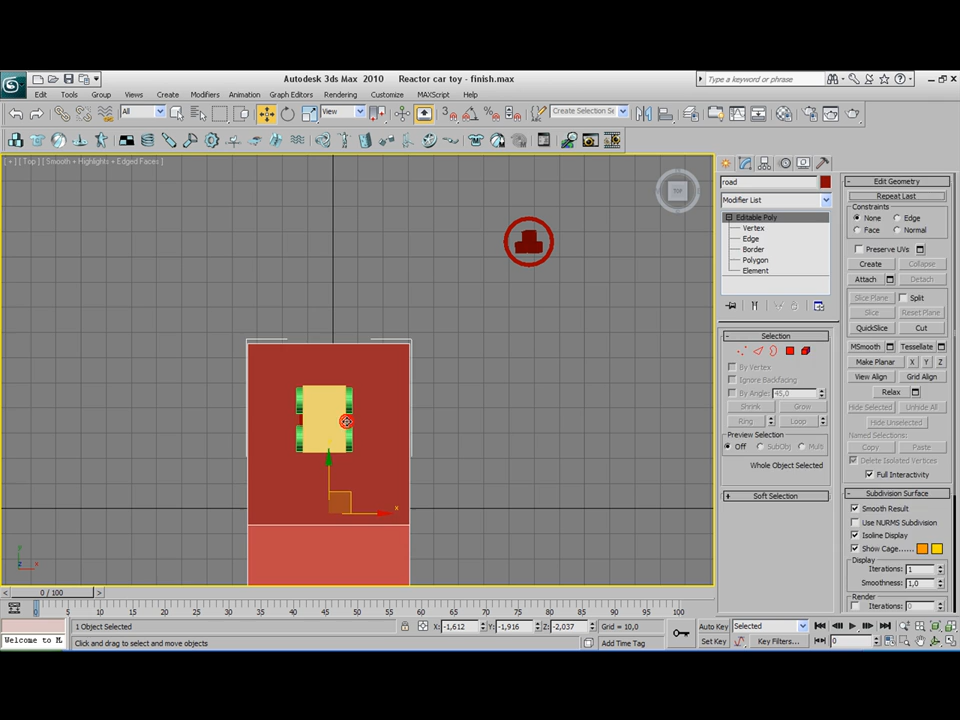 Autodesk 3ds Max 2010 Reactor car toy - finish.max
Type a keyword or phrase
Edit Tools Group Views Create Modifiers Animation Graph Editors Rendering Customize MAXScript Help
All View Create Selection Se
[ + ] [ Top ] [ Smooth + Highlights + Edged Faces ]
TOP
road
Modifier List
Editable Poly
Vertex
Edge
Border
Polygon
Element
Selection
By Vertex
Ignore Backfacing
By Angle: 45,0
Shrink Grow
Ring Loop
Preview Selection
Off SubObj Multi
Whole Object Selected
Soft Selection
Edit Geometry
Repeat Last
Constraints
None Edge
Face Normal
Preserve UVs
Create Collapse
Attach Detach
Slice Plane Split
Slice Reset Plane
QuickSlice Cut
MSmooth Tessellate
Make Planar X Y Z
View Align Grid Align
Relax
Hide Selected Unhide All
Hide Unselected
Named Selections:
Copy Paste
Delete Isolated Vertices
Full Interactivity
Subdivision Surface
Smooth Result
Use NURMS Subdivision
Isoline Display
Show Cage......
Display
Iterations: 1
Smoothness: 1,0
Render
Iterations: 0
x
y
x
0 / 100
0 5 10 15 20 25 30 35 40 45 50 55 60 65 70 75 80 85 90 95 100
1 Object Selected X: -1,612 Y: -1,916 Z: -2,037 Grid = 10,0 Auto Key Selected
Welcome to M Click and drag to select and move objects Add Time Tag Set Key Key Filters... 0